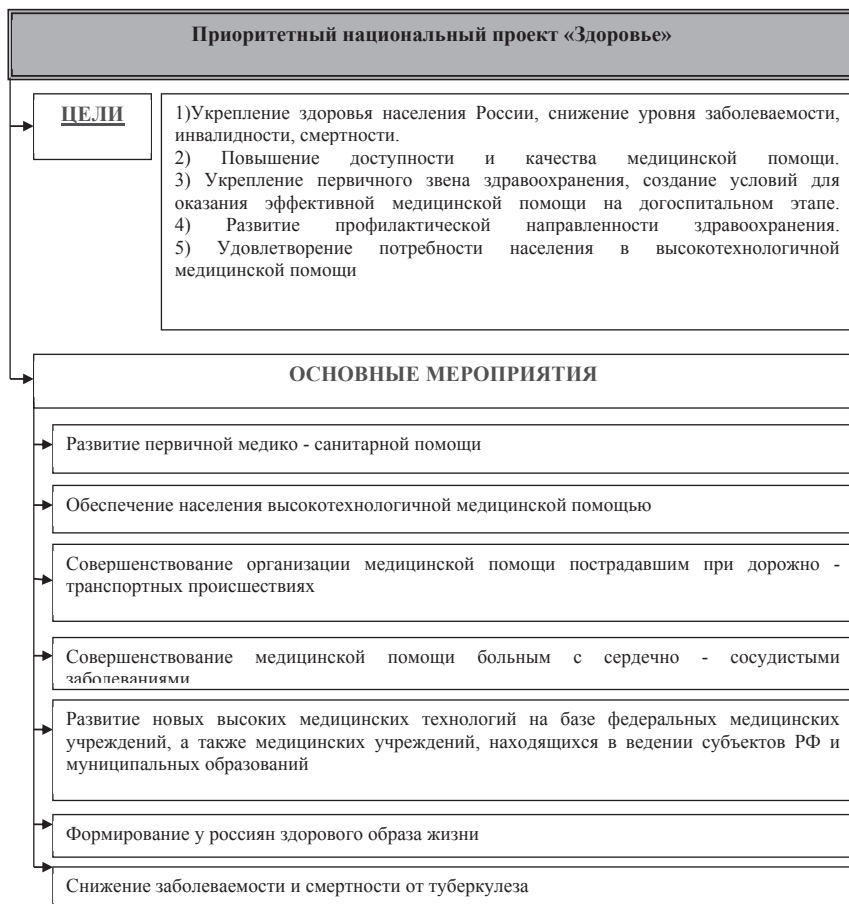 Приоритетный национальный проект «Здоровье»
ЦЕЛИ
1)Укрепление здоровья населения России, снижение уровня заболеваемости,
инвалидности, смертности.
2) Повышение доступности и качества медицинской помощи.
3) Укрепление первичного звена здравоохранения, создание условий для
оказания эффективной медицинской помощи на догоспитальном этапе.
4) Развитие профилактической направленности здравоохранения.
5) Удовлетворение потребности населения в высокотехнологичной
медицинской помощи
ОСНОВНЫЕ МЕРОПРИЯТИЯ
Развитие первичной медико - санитарной помощи
Обеспечение населения высокотехнологичной медицинской помощью
Совершенствование организации медицинской помощи пострадавшим при дорожно -
транспортных происшествиях
Совершенствование медицинской помощи больным с сердечно - сосудистыми
заболеваниями
Развитие новых высоких медицинских технологий на базе федеральных медицинских
учреждений, а также медицинских учреждений, находящихся в ведении субъектов РФ и
муниципальных образований
Формирование у россиян здорового образа жизни
Снижение заболеваемости и смертности от туберкулеза